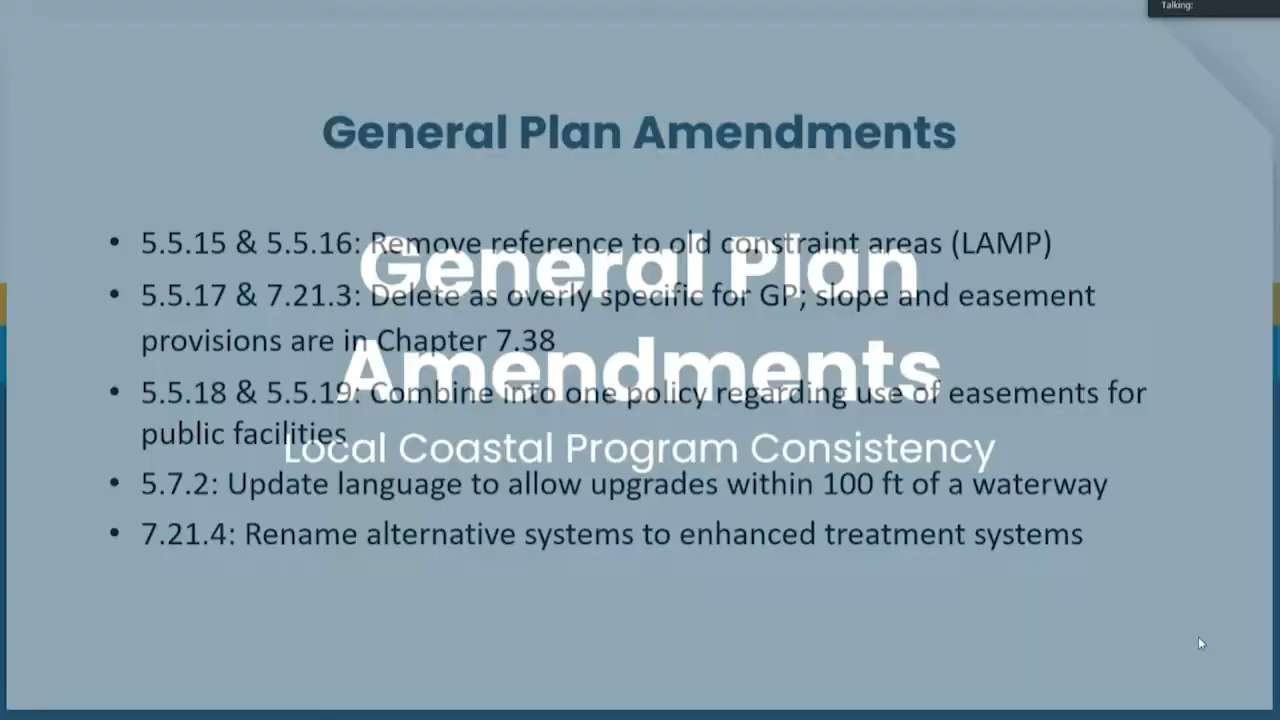 Talking:
General Plan Amendments
• 5.5.15 & 5.5.16: Remove reference to old constraint areas (LAMP)
• 5.5.17 & 7.21.3: Delete as overly specific for GP; slope and easement
provisions are in Chapter 7.38
• 5.5.18 & 5.5.19: Combine into one policy regarding use of easements for
public facilities
• 5.7.2: Update language to allow upgrades within 100 ft of a waterway
• 7.21.4: Rename alternative systems to enhanced treatment systems
General Plan
Amendments
Local Coastal Program Consistency